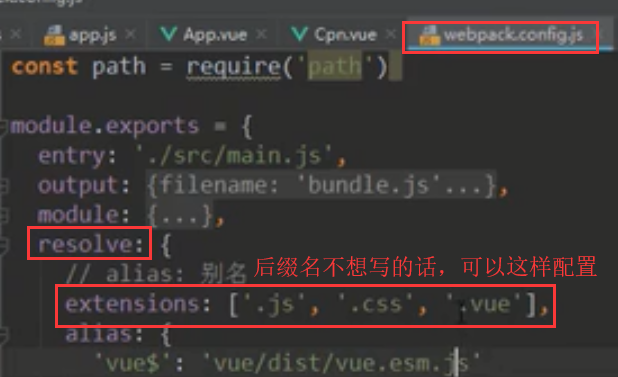 app.js × App.vue × Cpn.vue × webpack.config.js ×
const path = require('path')
module.exports = {
entry: './src/main.js',
output: {filename: 'bundle.js'...},
module: {...},
resolve: {
// alias: 别名 后缀名不想写的话，可以这样配置
extensions: ['.js', '.css', '.vue'],
alias: {
'vue$': 'vue/dist/vue.esm.js'